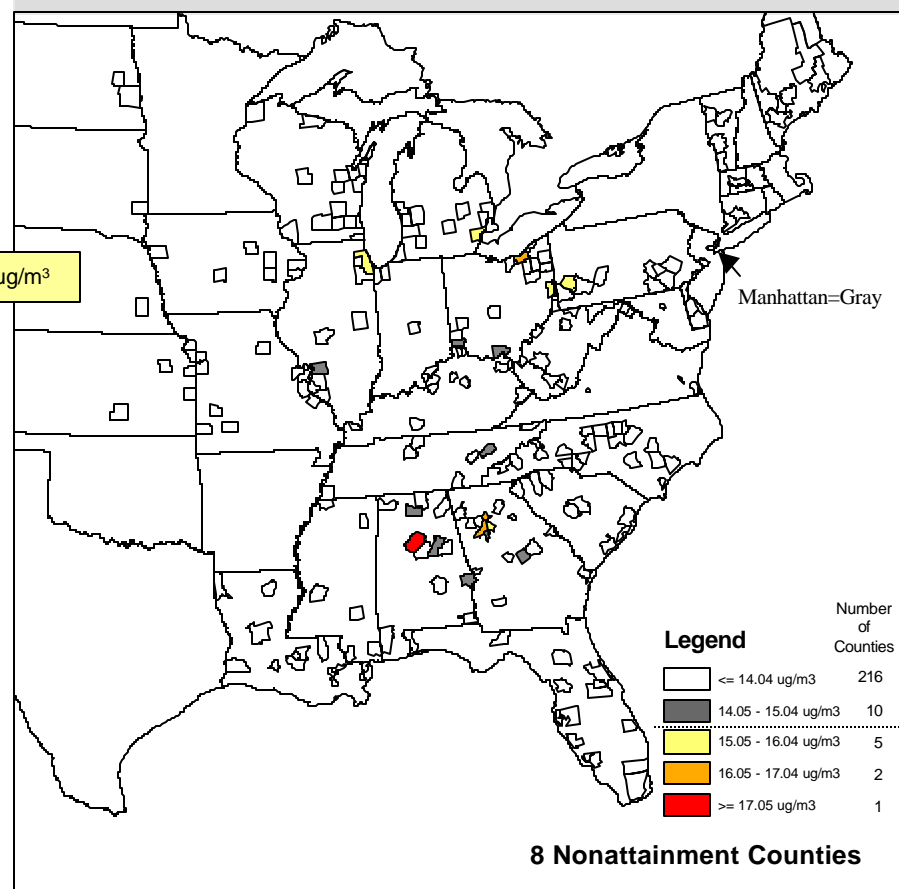 ug/m³
Manhattan=Gray
Legend
Number
of
Counties
<= 14.04 ug/m3 216
14.05 - 15.04 ug/m3 10
15.05 - 16.04 ug/m3 5
16.05 - 17.04 ug/m3 2
>= 17.05 ug/m3 1
8 Nonattainment Counties